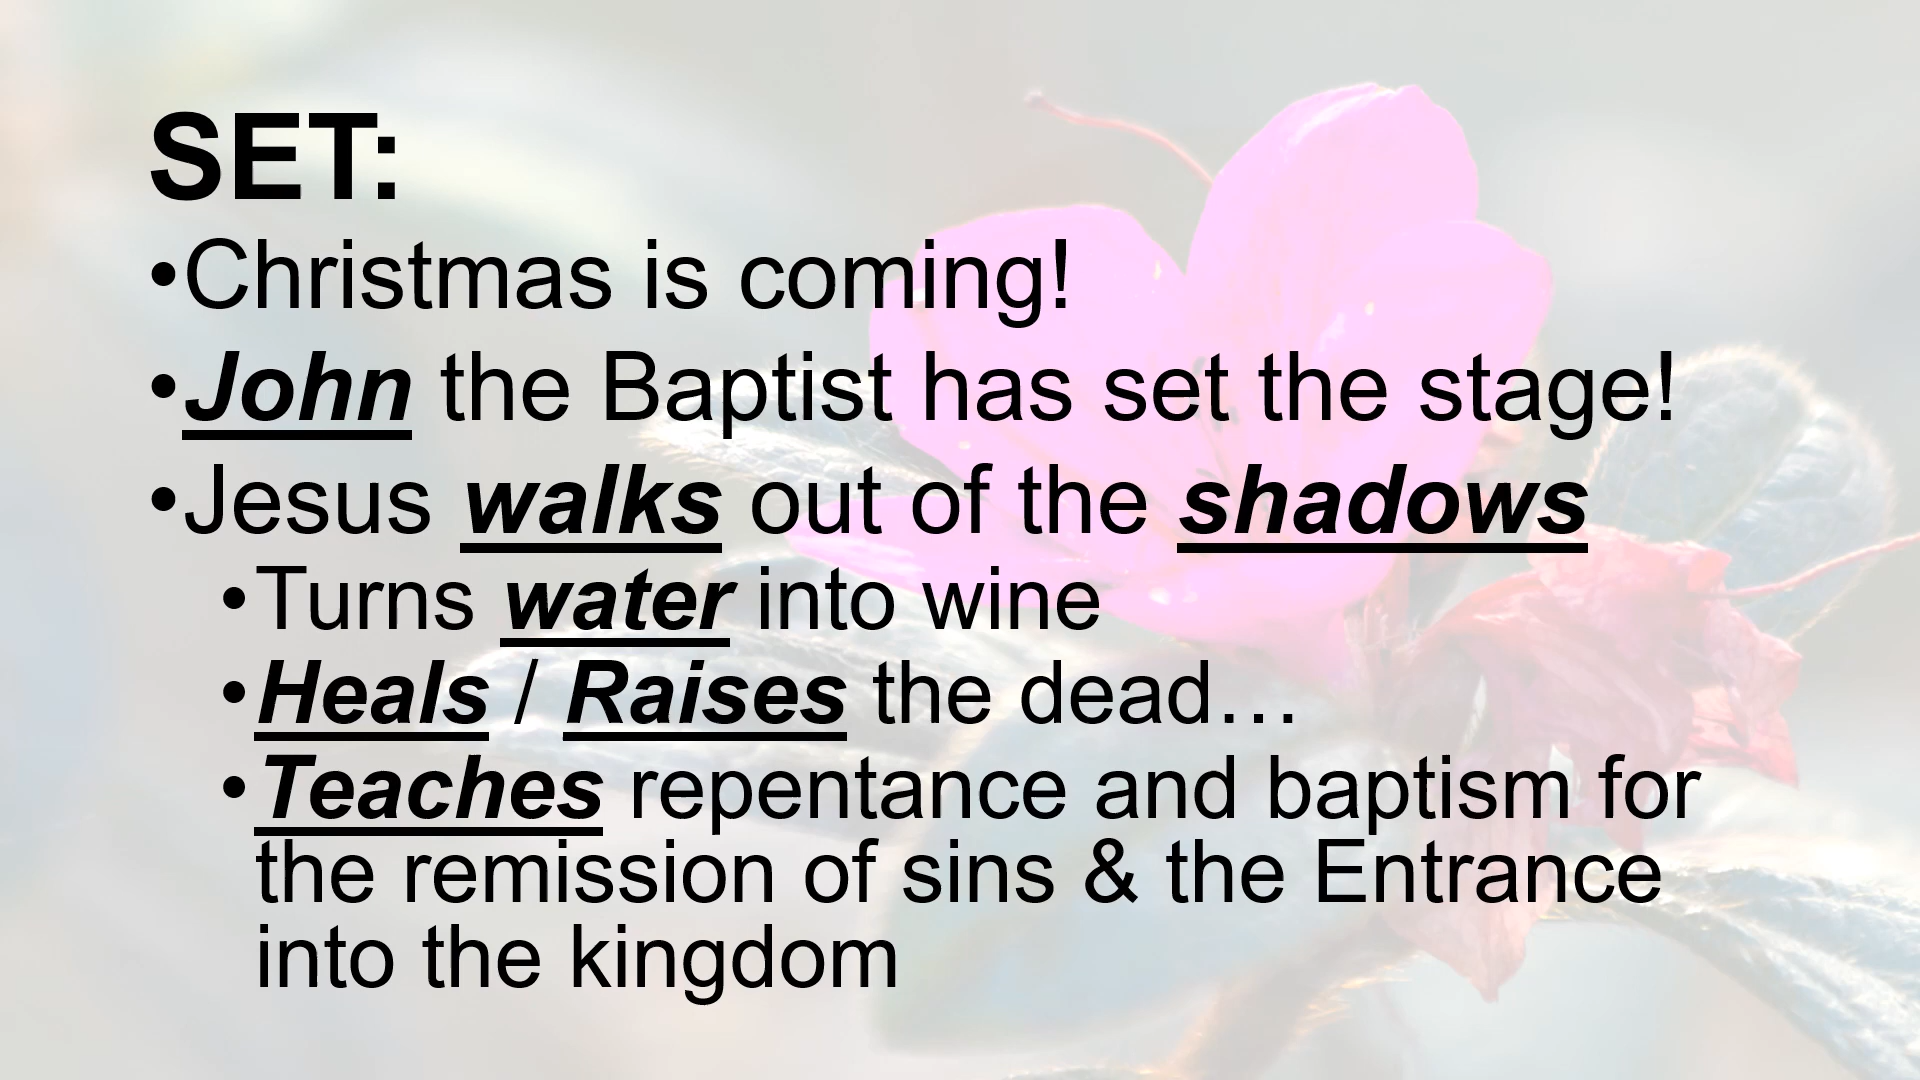 SET:
•Christmas is coming!
•John the Baptist has set the stage!
•Jesus walks out of the shadows
•Turns water into wine
•Heals / Raises the dead…
•Teaches repentance and baptism for
the remission of sins & the Entrance
into the kingdom